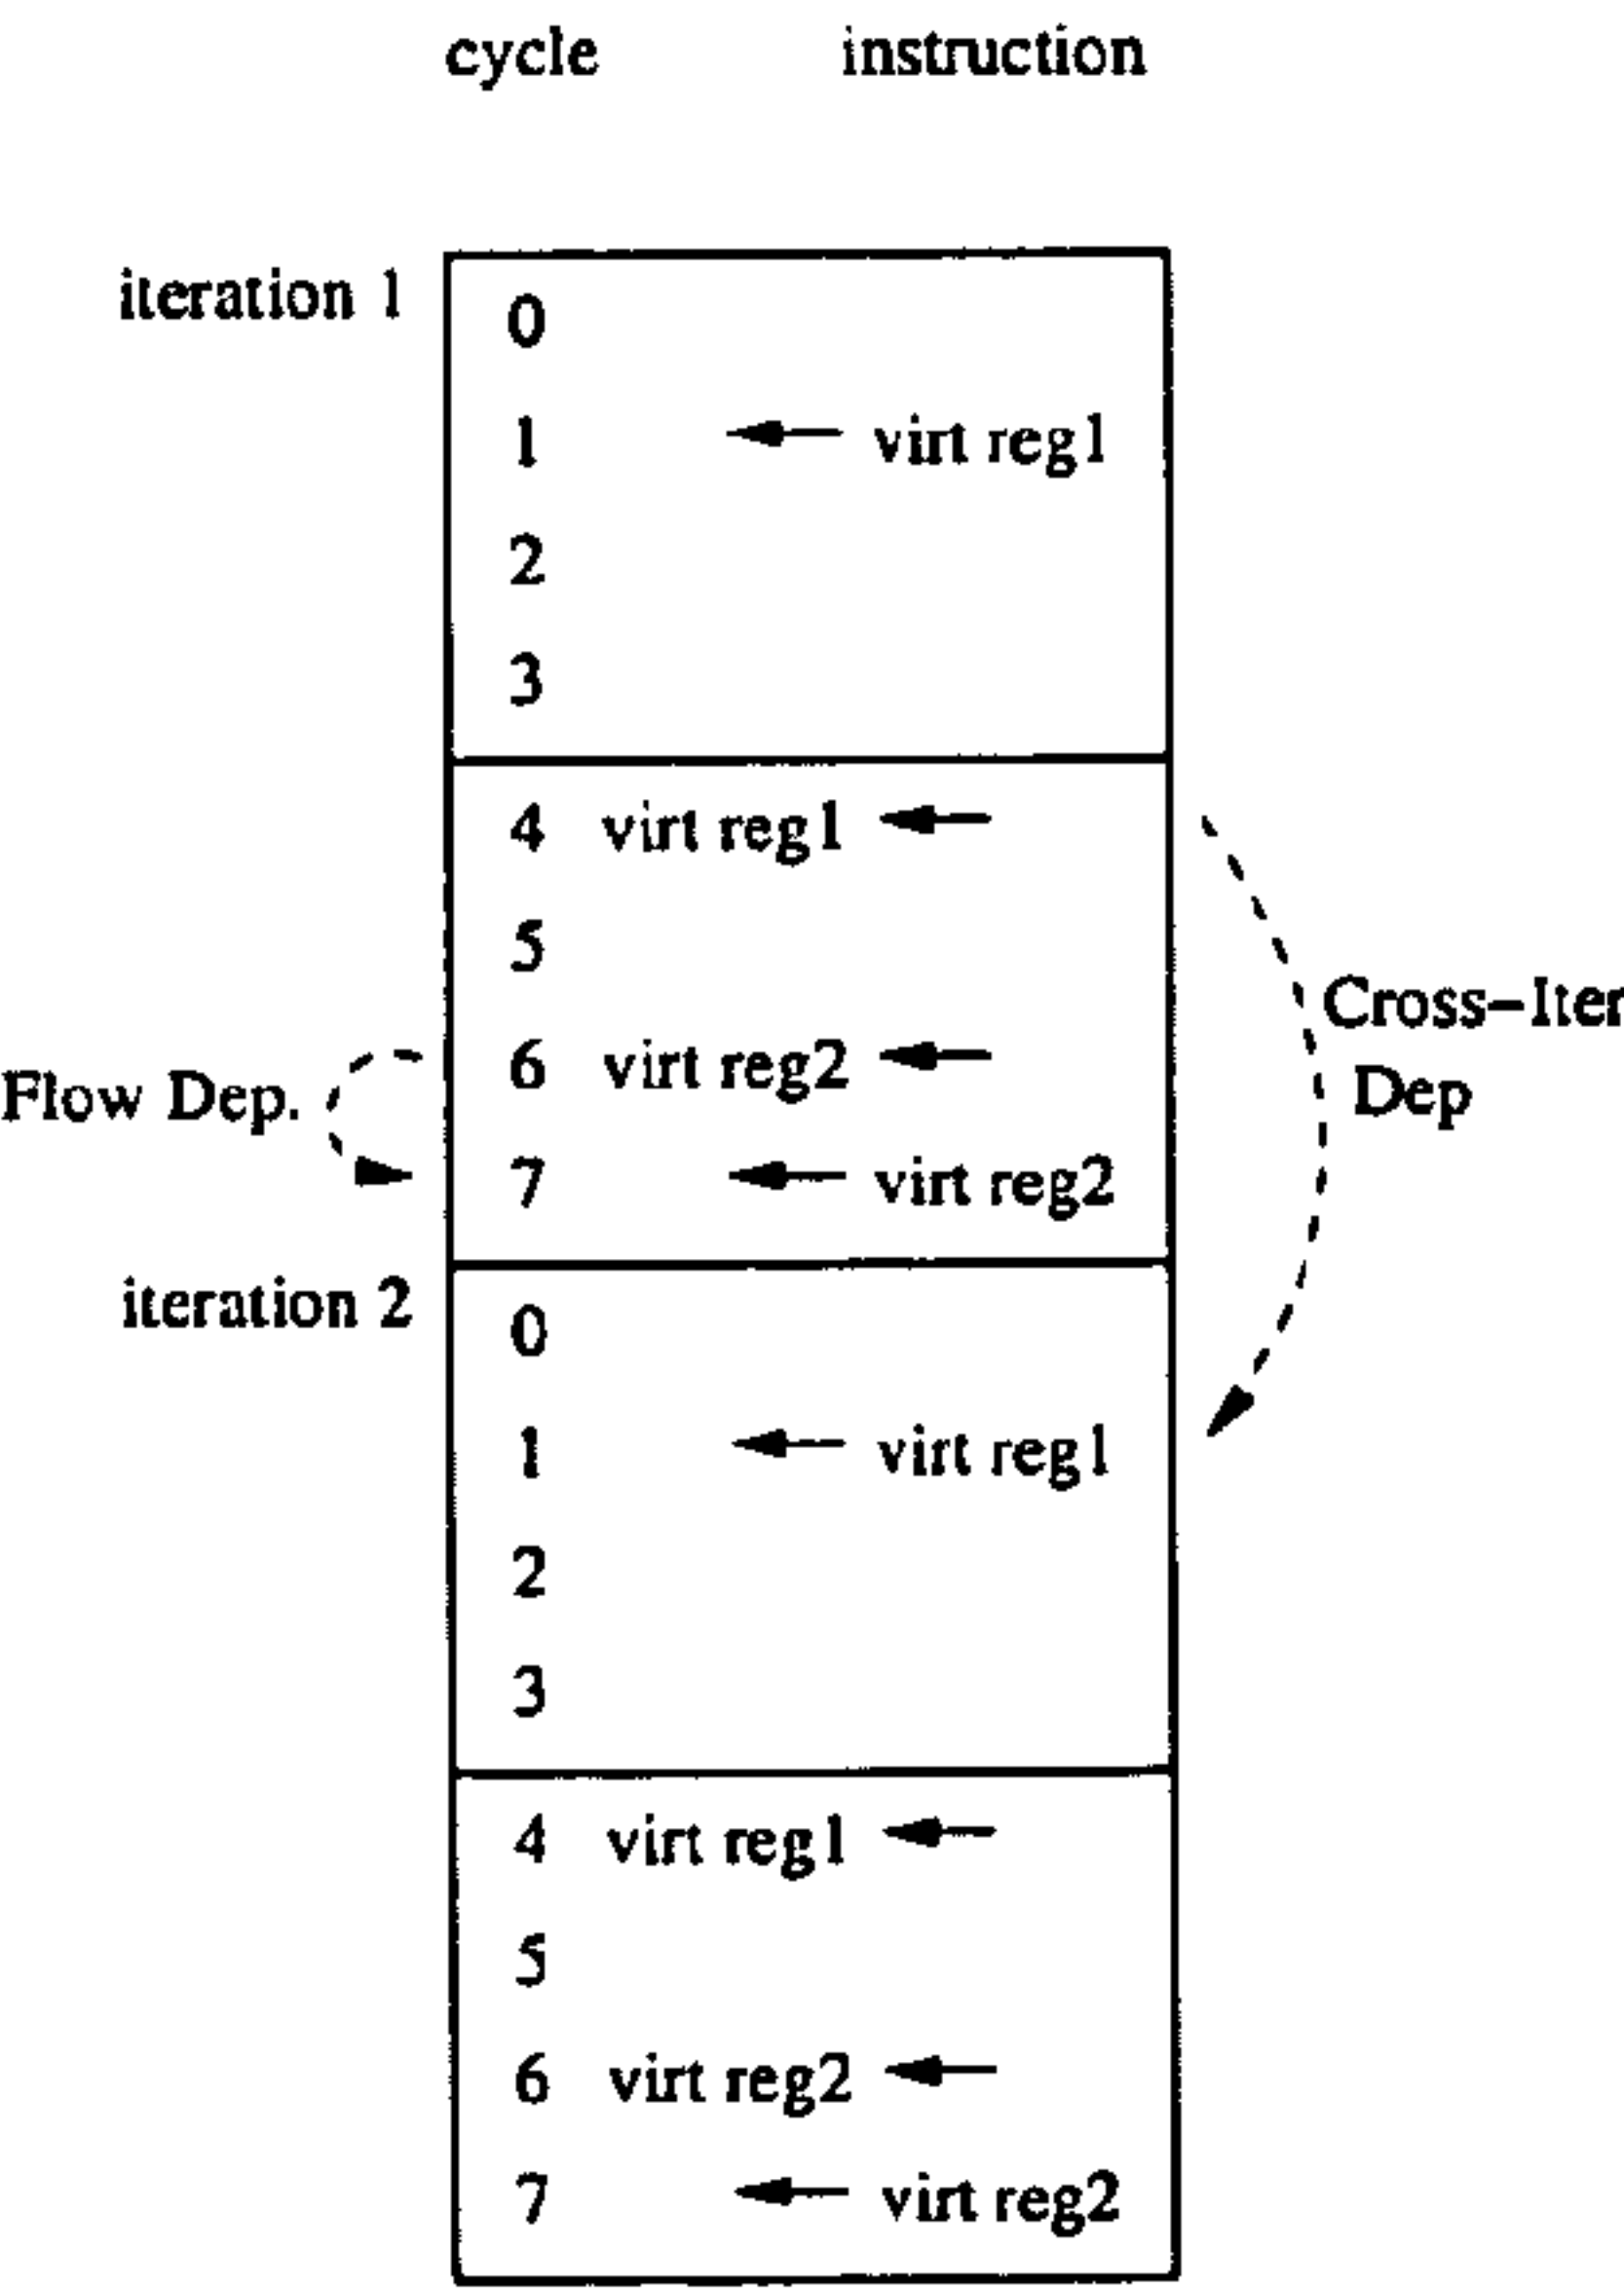 cycle instruction
iteration 1
0
1 virt reg1
2
3
4 virt reg1
5
Cross-Iter
6 virt reg2
Flow Dep.
Dep
7 virt reg2
iteration 2
0
1 virt reg1
2
3
4 virt reg1
5
6 virt reg2
7 virt reg2